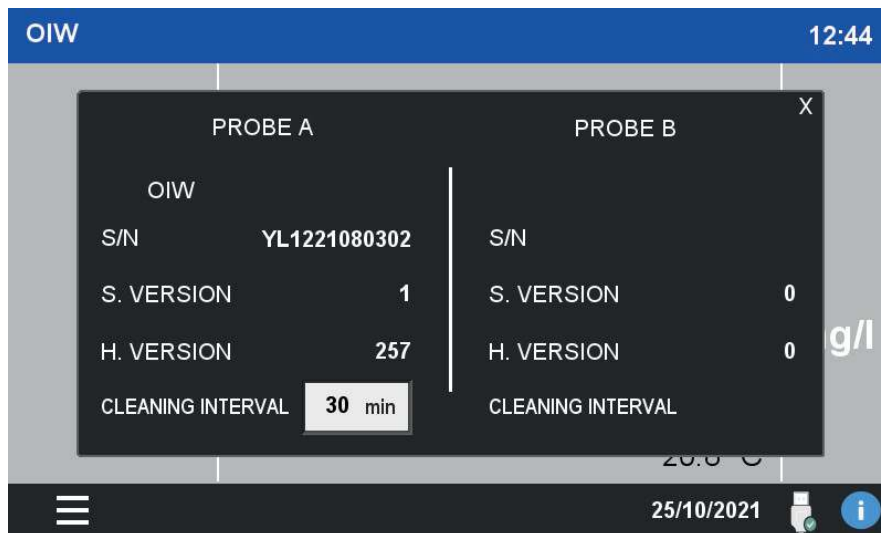 OIW 12:44
X
PROBE A PROBE B
OIW
S/N YL1221080302 S/N
S. VERSION 1 S. VERSION 0
H. VERSION 257 H. VERSION 0
g/l
CLEANING INTERVAL 30 min CLEANING INTERVAL
25/10/2021
i